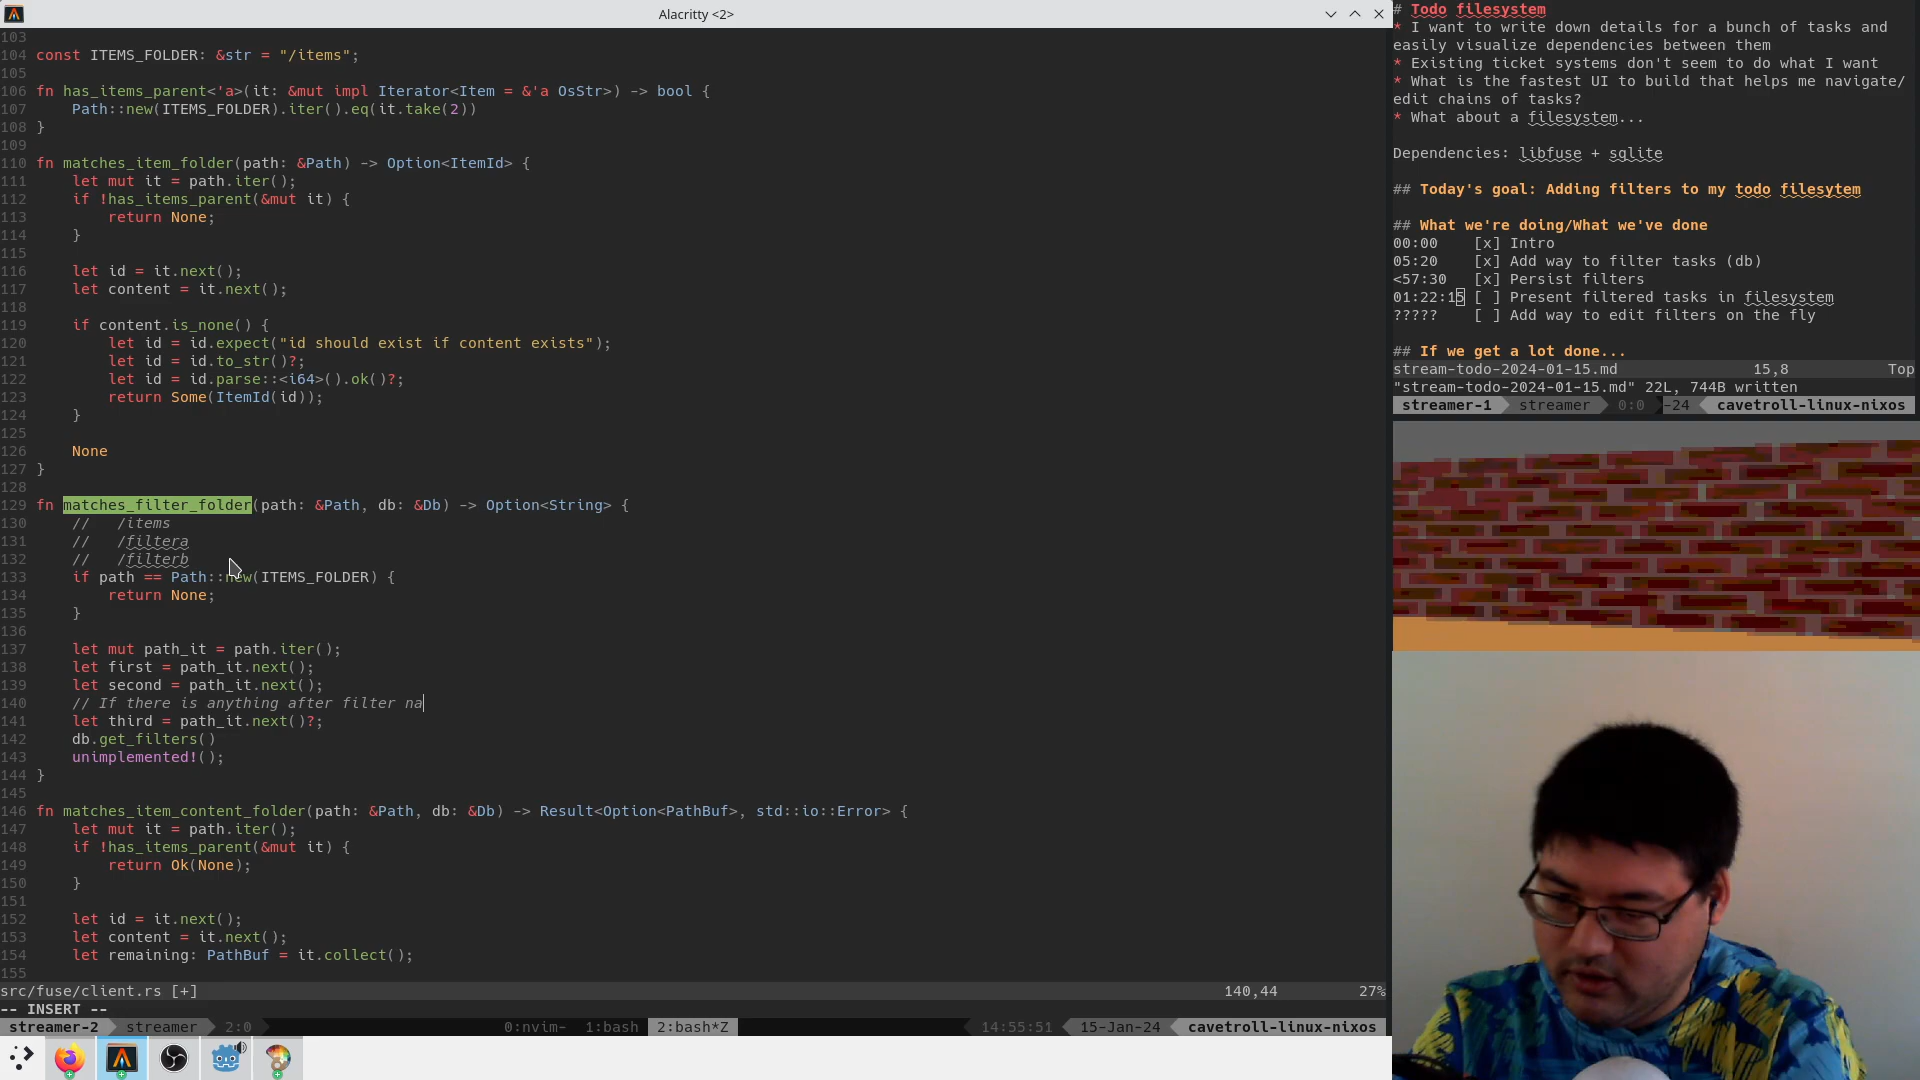 Alacritty <2>
103
104 const ITEMS_FOLDER: &str = "/items";
105
106 fn has_items_parent<'a>(it: &mut impl Iterator<Item = &'a OsStr>) -> bool {
107     Path::new(ITEMS_FOLDER).iter().eq(it.take(2))
108 }
109
110 fn matches_item_folder(path: &Path) -> Option<ItemId> {
111     let mut it = path.iter();
112     if !has_items_parent(&mut it) {
113         return None;
114     }
115
116     let id = it.next();
117     let content = it.next();
118
119     if content.is_none() {
120         let id = id.expect("id should exist if content exists");
121         let id = id.to_str()?;
122         let id = id.parse::<i64>().ok()?;
123         return Some(ItemId(id));
124     }
125
126     None
127 }
128
129 fn matches_filter_folder(path: &Path, db: &Db) -> Option<String> {
130     //   /items
131     //   /filtera
132     //   /filterb
133     if path == Path::new(ITEMS_FOLDER) {
134         return None;
135     }
136
137     let mut path_it = path.iter();
138     let first = path_it.next();
139     let second = path_it.next();
140     // If there is anything after filter na
141     let third = path_it.next()?;
142     db.get_filters()
143     unimplemented!();
144 }
145
146 fn matches_item_content_folder(path: &Path, db: &Db) -> Result<Option<PathBuf>, std::io::Error> {
147     let mut it = path.iter();
148     if !has_items_parent(&mut it) {
149         return Ok(None);
150     }
151
152     let id = it.next();
153     let content = it.next();
154     let remaining: PathBuf = it.collect();
155
src/fuse/client.rs [+] 140,44 27%
-- INSERT --
streamer-2 streamer 2:0 0:nvim- 1:bash 2:bash*Z 14:55:51 15-Jan-24 cavetroll-linux-nixos
# Todo filesystem
* I want to write down details for a bunch of tasks and
easily visualize dependencies between them
* Existing ticket systems don't seem to do what I want
* What is the fastest UI to build that helps me navigate/
edit chains of tasks?
* What about a filesystem...
Dependencies: libfuse + sqlite
## Today's goal: Adding filters to my todo filesytem
## What we're doing/What we've done
00:00    [x] Intro
05:20    [x] Add way to filter tasks (db)
<57:30   [x] Persist filters
01:22:15 [ ] Present filtered tasks in filesystem
?????    [ ] Add way to edit filters on the fly
## If we get a lot done...
stream-todo-2024-01-15.md 15,8 Top
"stream-todo-2024-01-15.md" 22L, 744B written
streamer-1 streamer 0:0 -24 cavetroll-linux-nixos